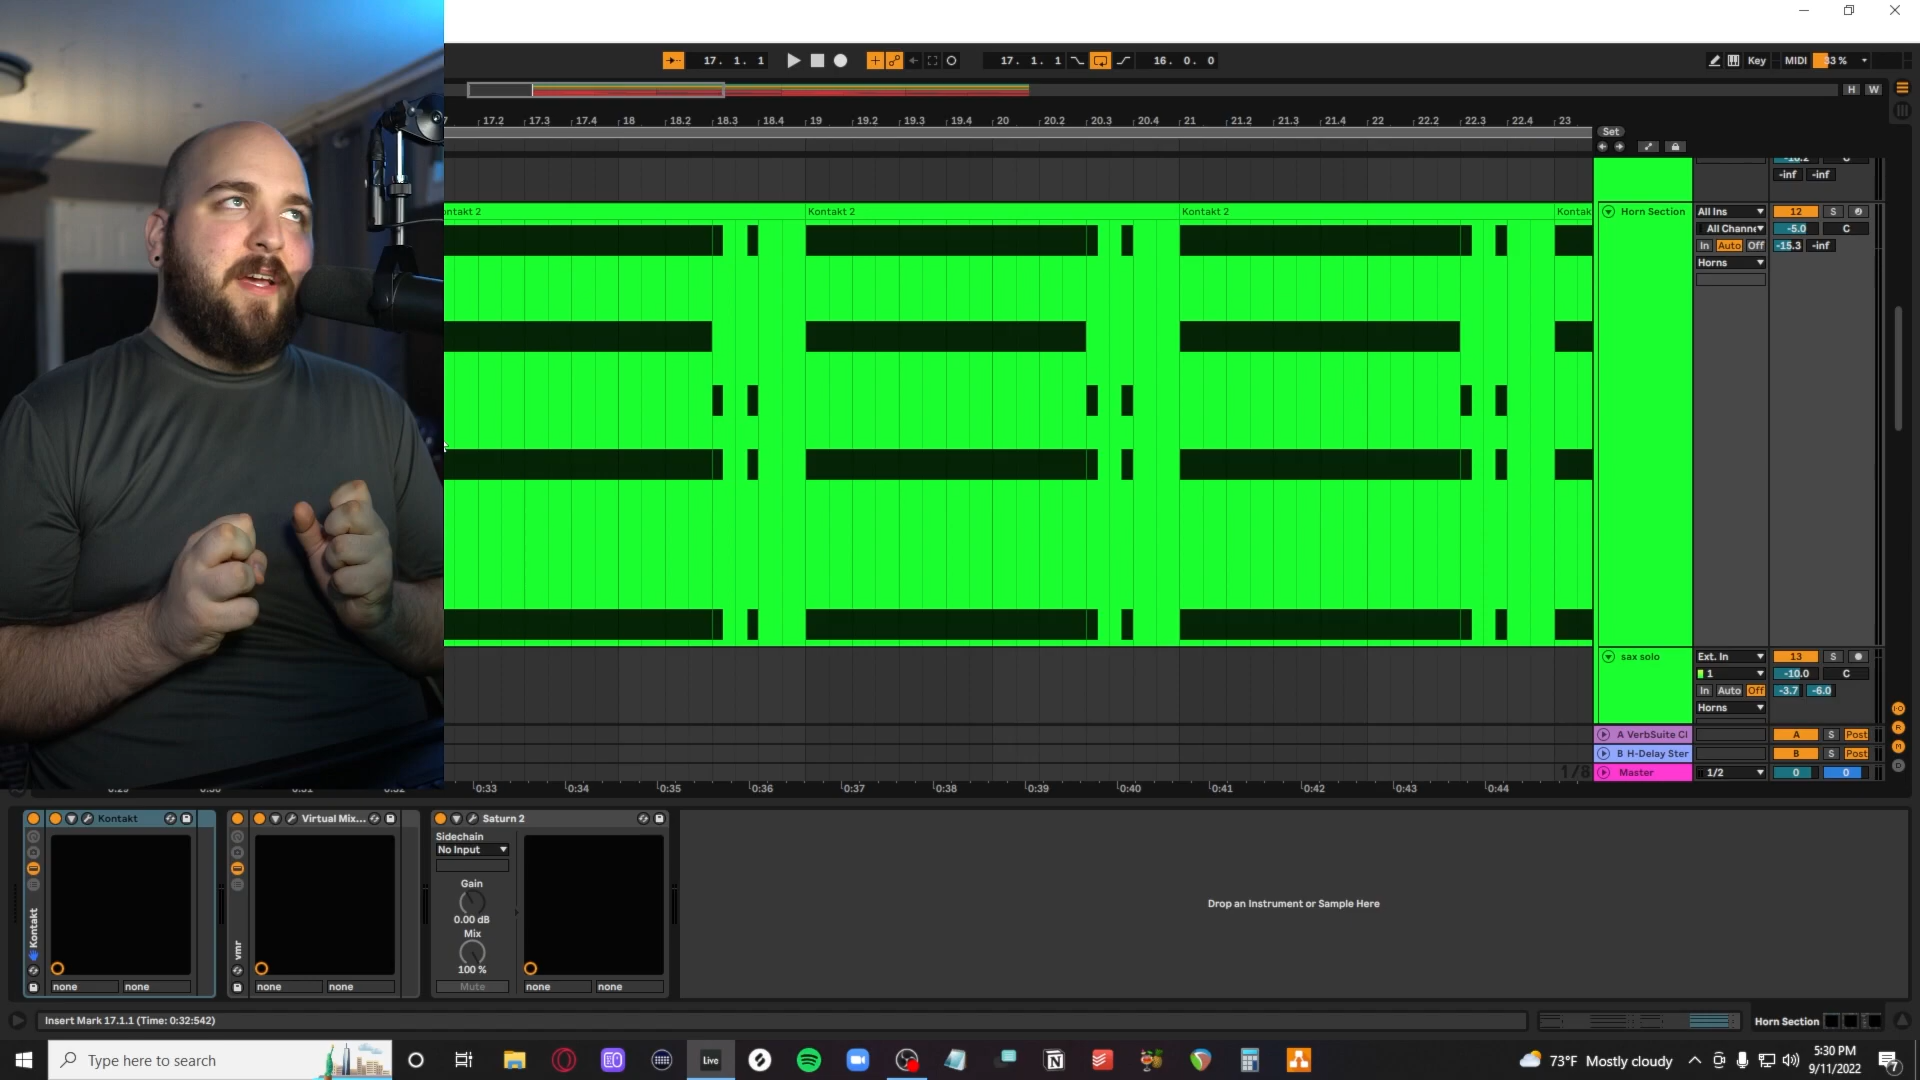 17. 1. 1
17. 1. 1
16. 0. 0
Key
MIDI
33 %
H W
17.2 17.3 17.4 18 18.2 18.3 18.4 19 19.2 19.3 19.4 20 20.2 20.3 20.4 21 21.2 21.3 21.4 22 22.2 22.3 22.4 23
Set
-inf -inf
ntakt 2
Kontakt 2
Kontakt 2
Kontak
Horn Section
All Ins
12 S
All Channe
-5.0 C
In Auto Off
-15.3 -inf
Horns
sax solo
Ext. In
13 S
1
-10.0 C
In Auto Off
-3.7 -6.0
Horns
A VerbSuite Cl
A S Post
B H-Delay Ster
B S Post
1/8
Master
1/2
0 0
0:33 0:34 0:35 0:36 0:37 0:38 0:39 0:40 0:41 0:42 0:43 0:44
Kontakt
Virtual Mix...
Saturn 2
Sidechain
No Input
Gain
0.00 dB
Mix
100 %
Mute
Kontakt
vmr
none none
none none
none none
Drop an Instrument or Sample Here
Insert Mark 17.1.1 (Time: 0:32:542)
Horn Section
Type here to search
Live
73°F Mostly cloudy
5:30 PM
9/11/2022
7